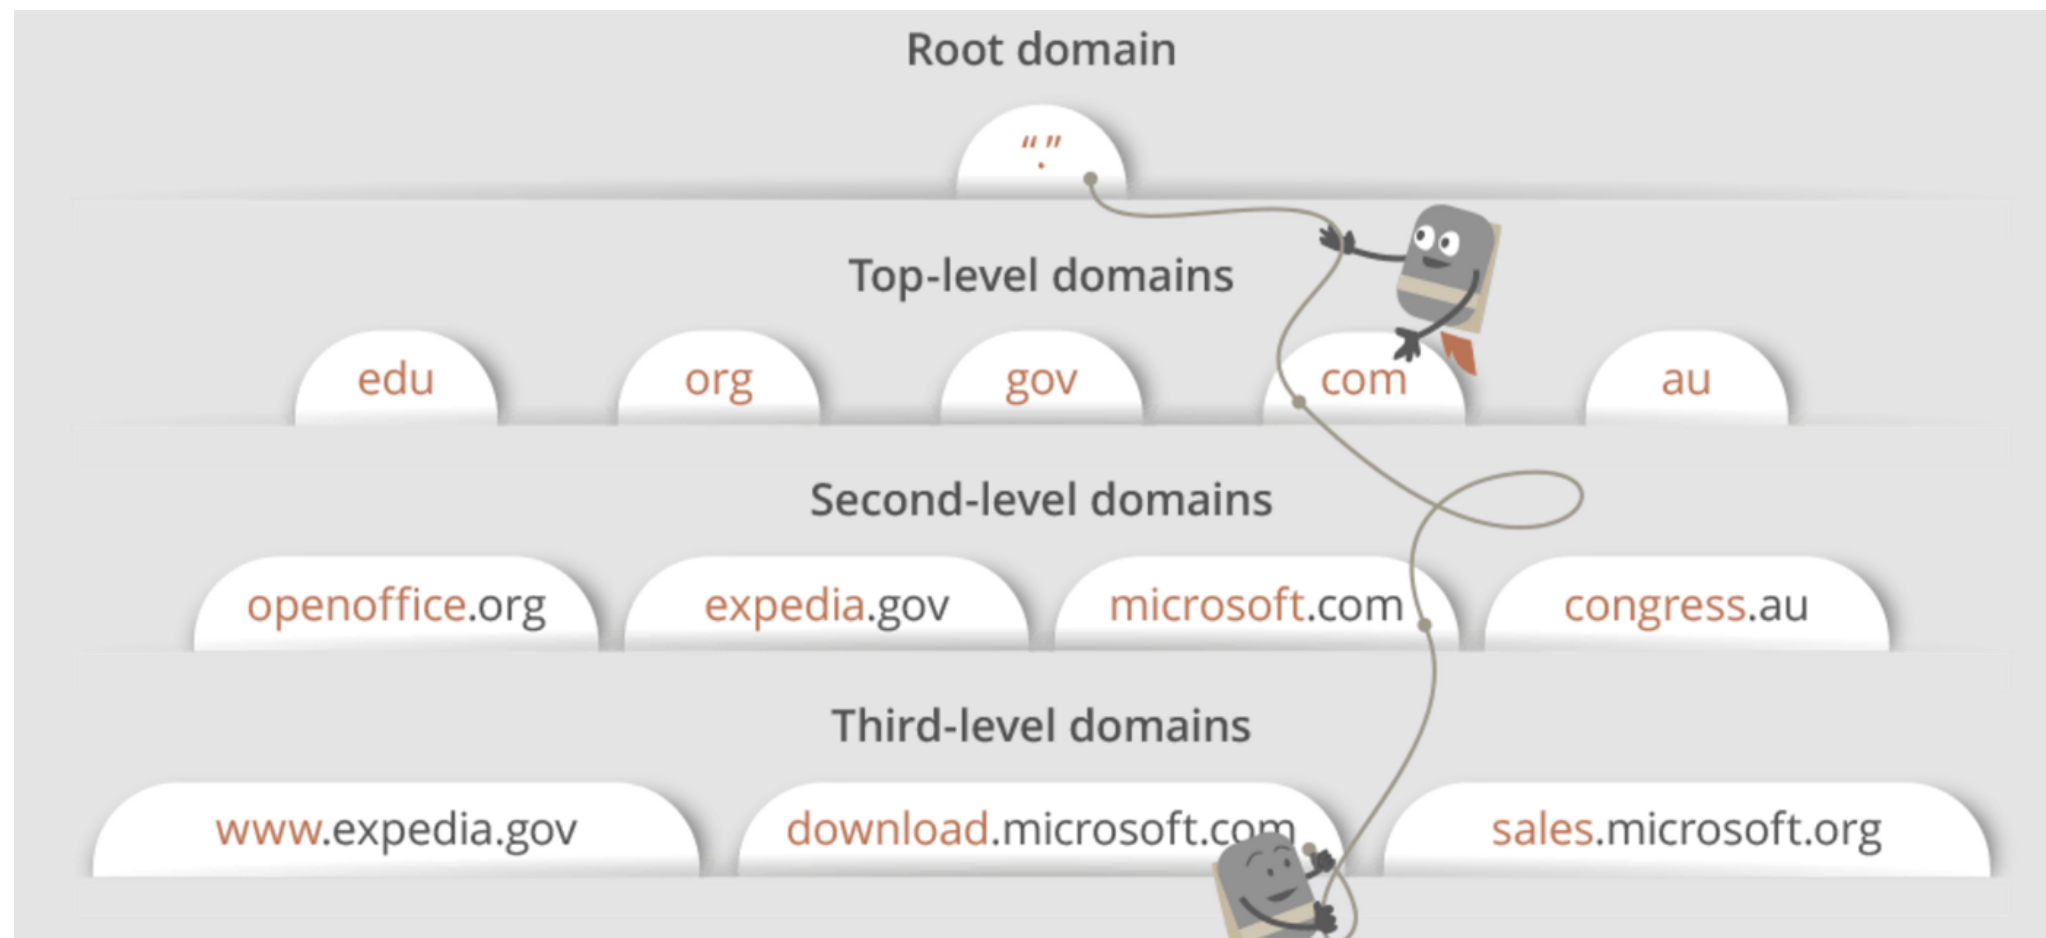 Root domain
“.”
Top-level domains
edu org gov com au
Second-level domains
openoffice.org expedia.gov microsoft.com congress.au
Third-level domains
www.expedia.gov download.microsoft.com sales.microsoft.org